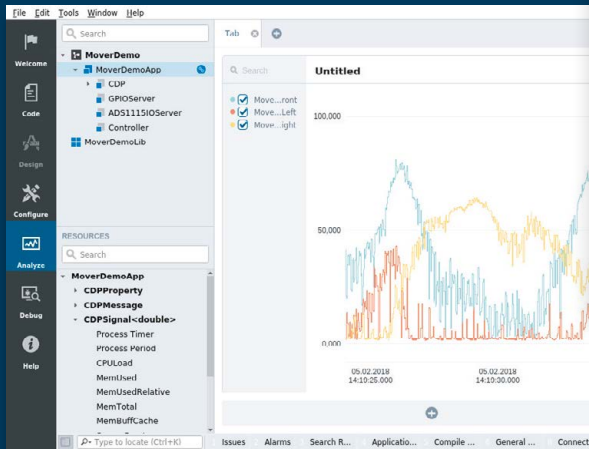 File Edit Tools Window Help
Welcome
Code
Design
Configure
Analyze
Debug
Help
Search
MoverDemo
MoverDemoApp
CDP
GPIOServer
ADS1115IOServer
Controller
MoverDemoLib
RESOURCES
Search
MoverDemoApp
CDPProperty
CDPMessage
CDPSignal<double>
Process Timer
Process Period
CPULoad
MemUsed
MemUsedRelative
MemTotal
MemBuffCache
Type to locate (Ctrl+K)
Tab
Search
Move...ront
Move...Left
Move...ight
Untitled
100,000
50,000
0,000
05.02.2018
14:10:25.000
05.02.2018
14:10:30.000
Issues Alarms Search R... Applicatio... Compile ... General ... Connect